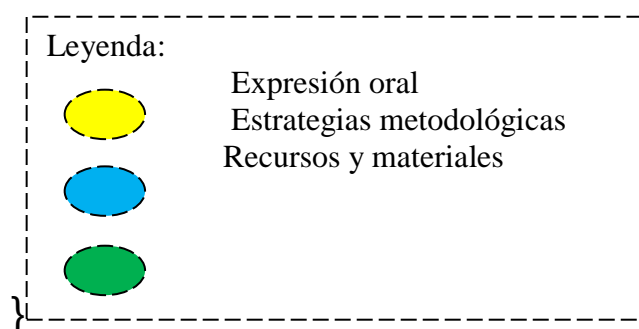 Leyenda:
Expresión oral
Estrategias metodológicas
Recursos y materiales
}